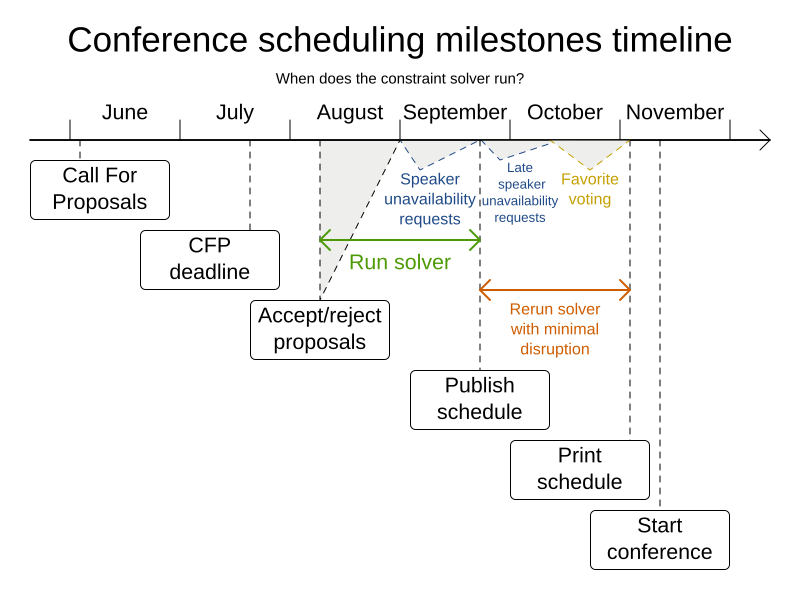 Conference scheduling milestones timeline
When does the constraint solver run?
June July August September October November
Call For
Proposals
CFP
deadline
Accept/reject
proposals
Speaker
unavailability
requests
Late
speaker
unavailability
requests
Favorite
voting
Run solver
Rerun solver
with minimal
disruption
Publish
schedule
Print
schedule
Start
conference